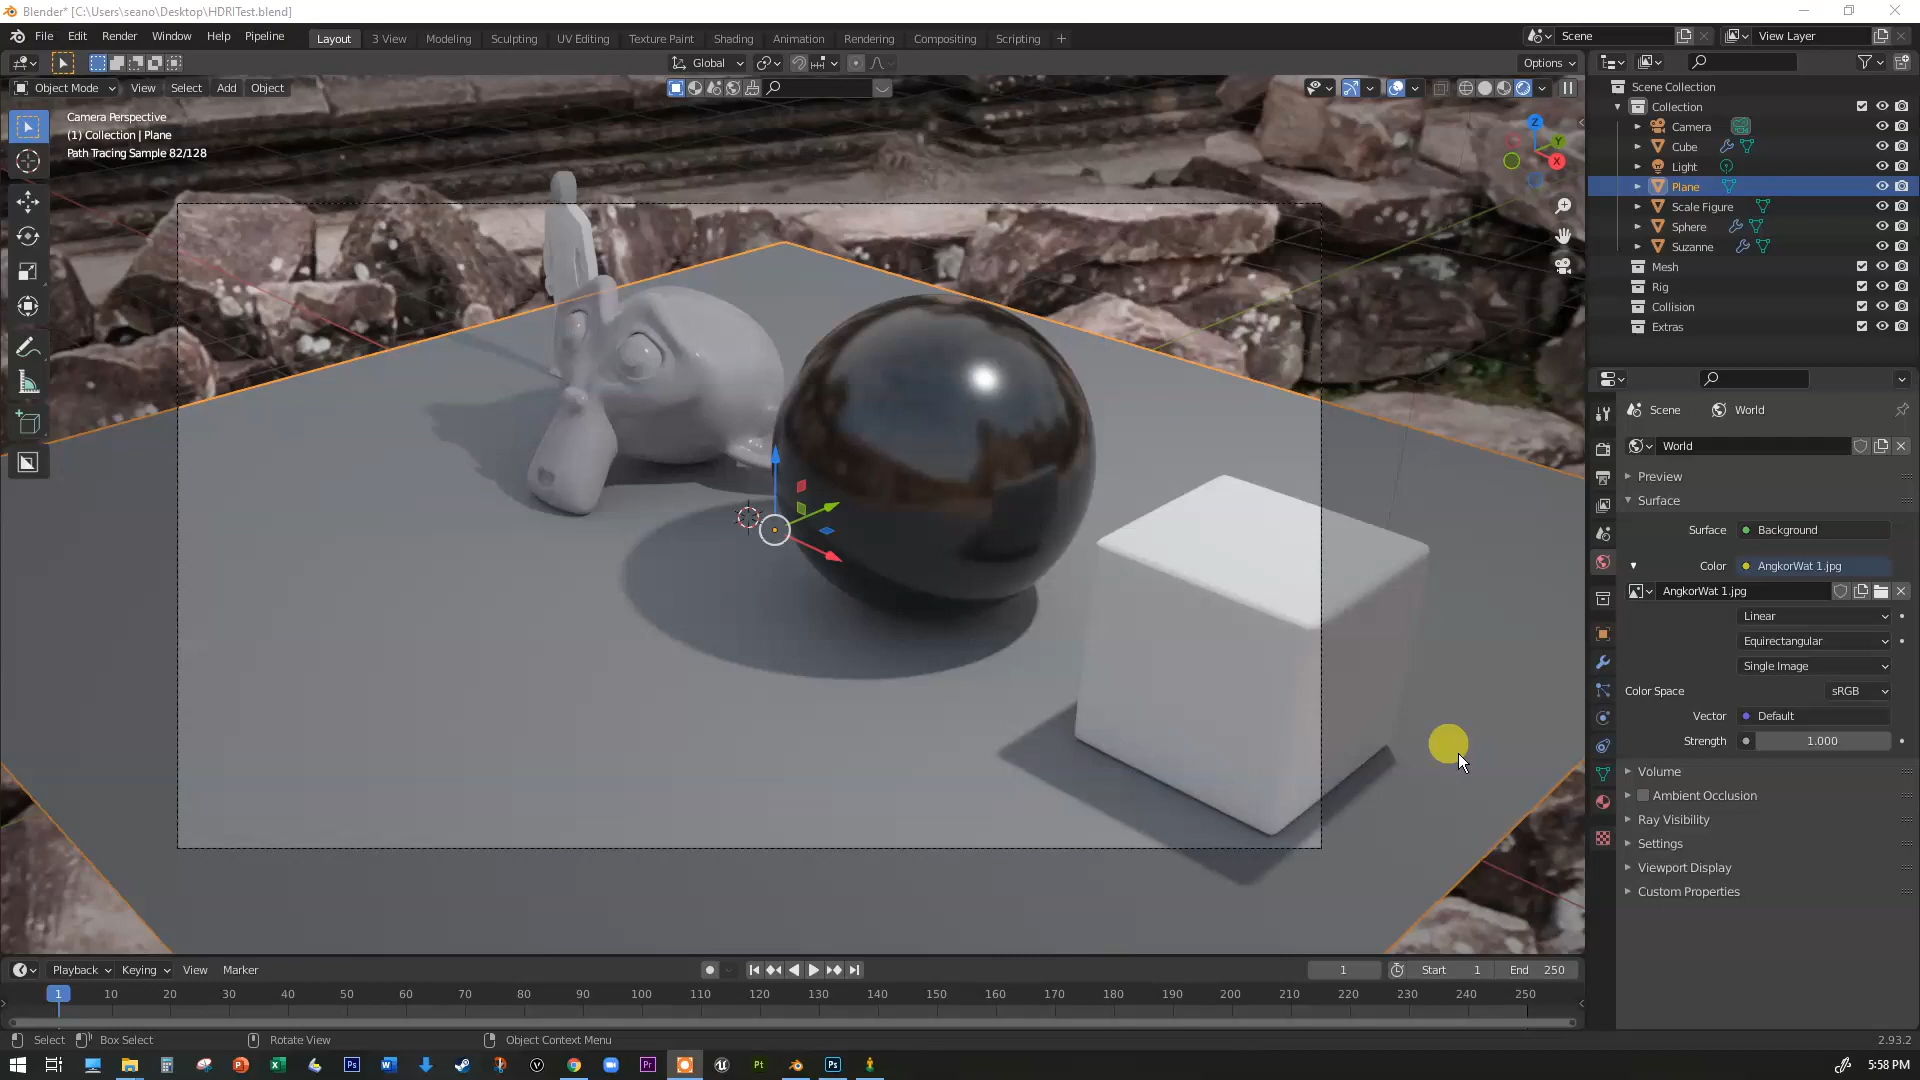 Blender* [C:\Users\seano\Desktop\HDRITest.blend]
File Edit Render Window Help Pipeline
Layout 3 View Modeling Sculpting UV Editing Texture Paint Shading Animation Rendering Compositing Scripting +
Scene
View Layer
Global
Options
Object Mode View Select Add Object
Camera Perspective
(1) Collection | Plane
Path Tracing Sample 82/128
Z
Y
X
Scene Collection
Collection
Camera
Cube
Light
Plane
Scale Figure
Sphere
Suzanne
Mesh
Rig
Collision
Extras
Scene World
World
Preview
Surface
Surface Background
Color AngkorWat 1.jpg
AngkorWat 1.jpg
Linear
Equirectangular
Single Image
Color Space sRGB
Vector Default
Strength 1.000
Volume
Ambient Occlusion
Ray Visibility
Settings
Viewport Display
Custom Properties
Playback Keying View Marker
1 Start 1 End 250
1 10 20 30 40 50 60 70 80 90 100 110 120 130 140 150 160 170 180 190 200 210 220 230 240 250
Select Box Select Rotate View Object Context Menu
2.93.2
Ps Pr Pt Ps
5:58 PM